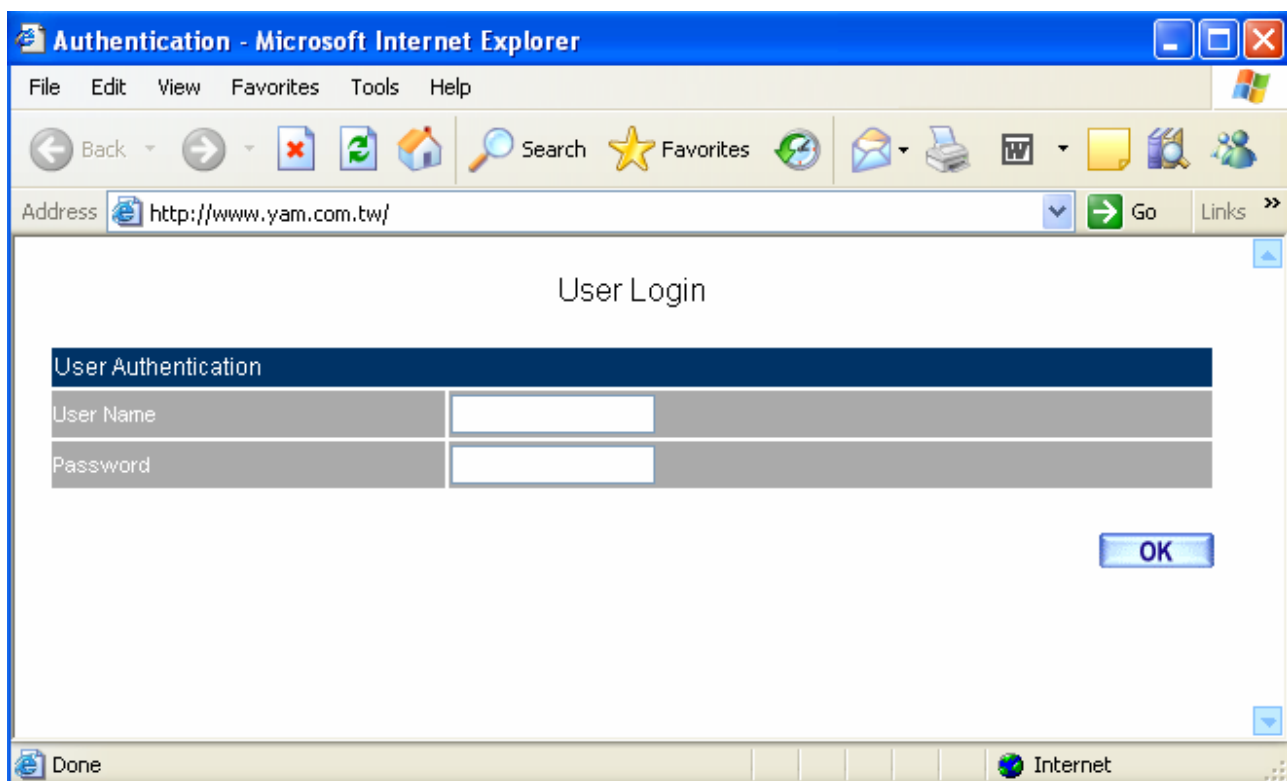 Authentication - Microsoft Internet Explorer
File Edit View Favorites Tools Help
Back Search Favorites
Address http://www.yam.com.tw/ Go Links »
User Login
User Authentication
User Name
Password
OK
Done Internet